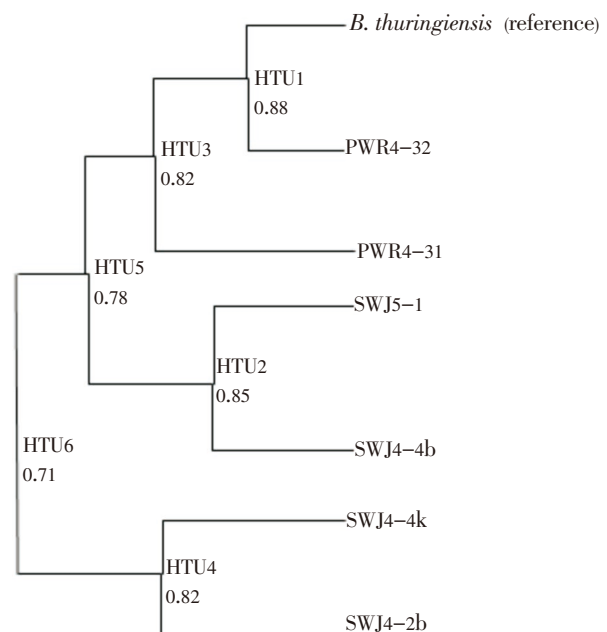 B. thuringiensis (reference)
HTU1
0.88
PWR4-32
HTU3
0.82
PWR4-31
HTU5
0.78
SWJ5-1
HTU2
0.85
SWJ4-4b
HTU6
0.71
SWJ4-4k
HTU4
0.82
SWJ4-2b